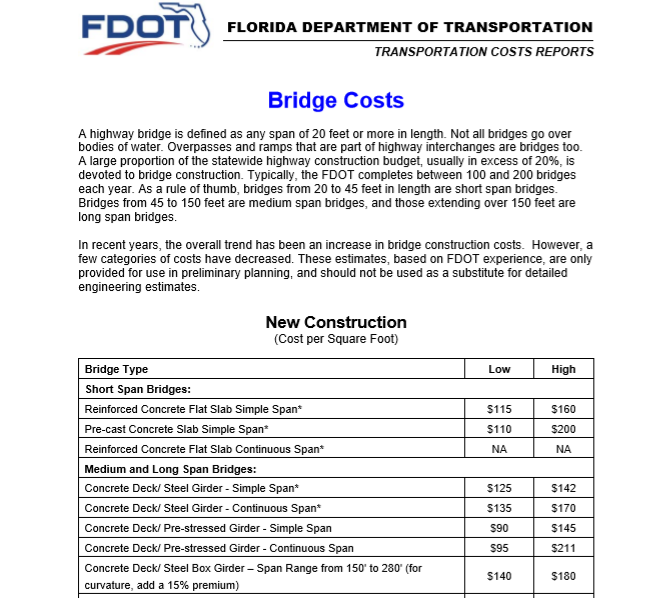 FDOT
FLORIDA DEPARTMENT OF TRANSPORTATION
TRANSPORTATION COSTS REPORTS
Bridge Costs
A highway bridge is defined as any span of 20 feet or more in length. Not all bridges go over
bodies of water. Overpasses and ramps that are part of highway interchanges are bridges too.
A large proportion of the statewide highway construction budget, usually in excess of 20%, is
devoted to bridge construction. Typically, the FDOT completes between 100 and 200 bridges
each year. As a rule of thumb, bridges from 20 to 45 feet in length are short span bridges.
Bridges from 45 to 150 feet are medium span bridges, and those extending over 150 feet are
long span bridges.
In recent years, the overall trend has been an increase in bridge construction costs. However, a
few categories of costs have decreased. These estimates, based on FDOT experience, are only
provided for use in preliminary planning, and should not be used as a substitute for detailed
engineering estimates.
New Construction
(Cost per Square Foot)
Bridge Type Low High
Short Span Bridges:
Reinforced Concrete Flat Slab Simple Span* $115 $160
Pre-cast Concrete Slab Simple Span* $110 $200
Reinforced Concrete Flat Slab Continuous Span* NA NA
Medium and Long Span Bridges:
Concrete Deck/ Steel Girder - Simple Span* $125 $142
Concrete Deck/ Steel Girder - Continuous Span* $135 $170
Concrete Deck/ Pre-stressed Girder - Simple Span $90 $145
Concrete Deck/ Pre-stressed Girder - Continuous Span $95 $211
Concrete Deck/ Steel Box Girder – Span Range from 150' to 280' (for
curvature, add a 15% premium) $140 $180